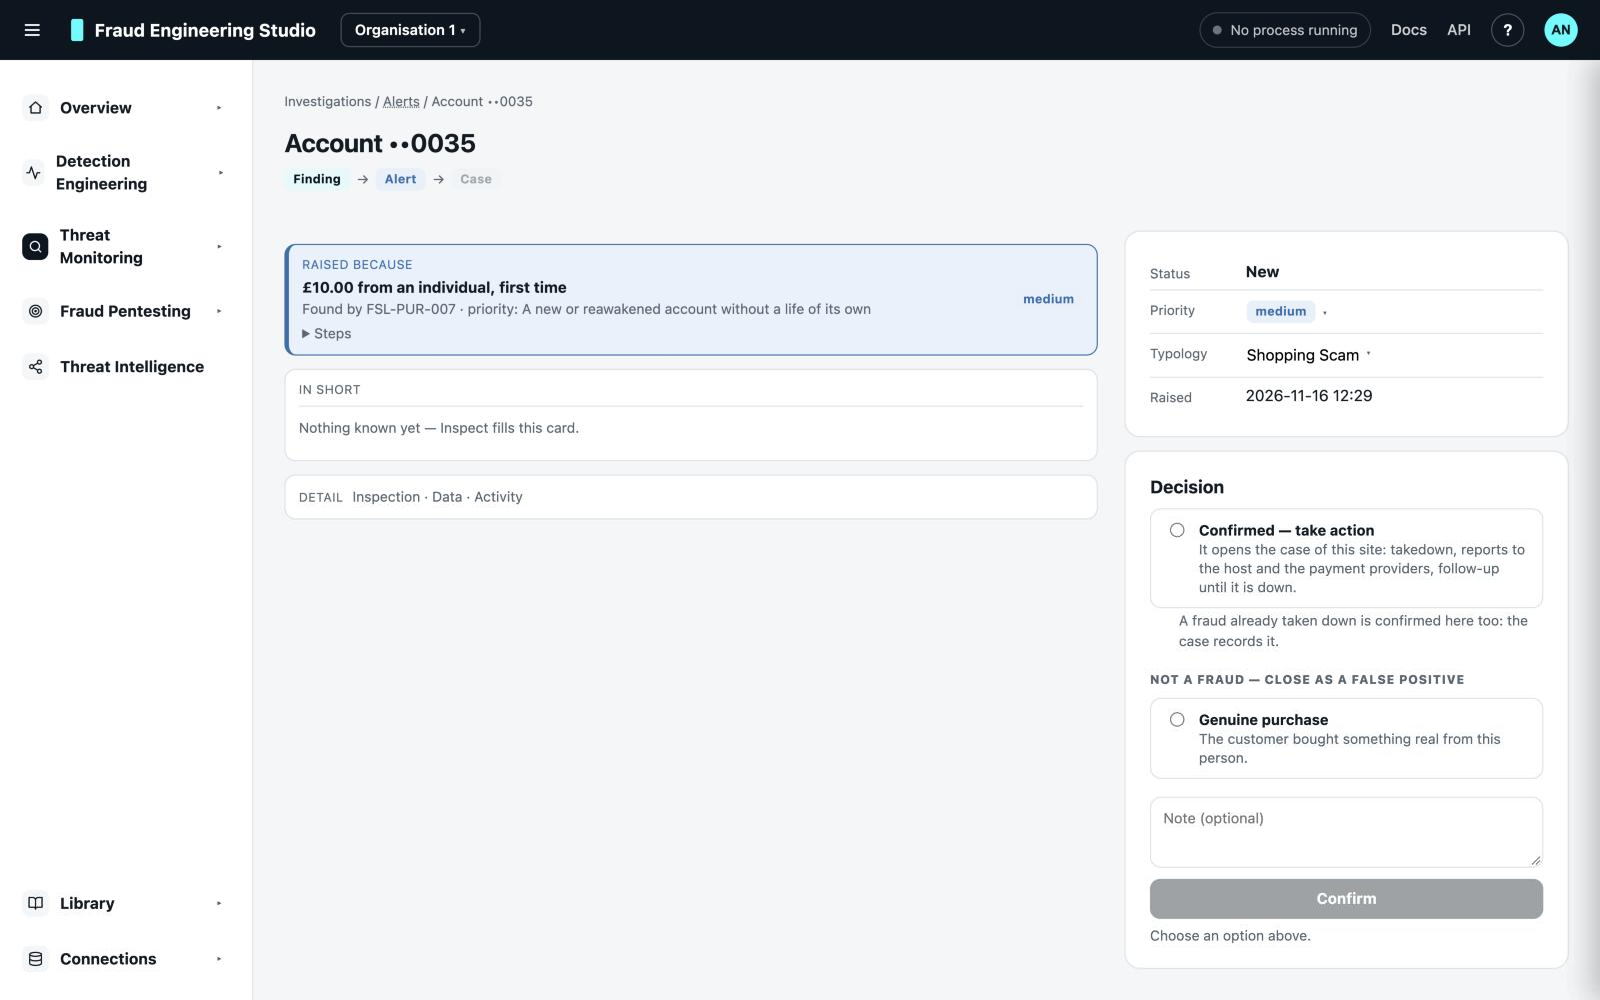 Fraud Engineering Studio
Organisation 1
No process running
Docs
API
?
AN
Overview
Detection
Engineering
Threat
Monitoring
Fraud Pentesting
Threat Intelligence
Library
Connections
Investigations / Alerts / Account ••0035
Account ••0035
Finding → Alert → Case
RAISED BECAUSE
£10.00 from an individual, first time
Found by FSL-PUR-007 · priority: A new or reawakened account without a life of its own
medium
Steps
IN SHORT
Nothing known yet — Inspect fills this card.
DETAIL Inspection · Data · Activity
Status New
Priority medium
Typology Shopping Scam
Raised 2026-11-16 12:29
Decision
Confirmed — take action
It opens the case of this site: takedown, reports to
the host and the payment providers, follow-up
until it is down.
A fraud already taken down is confirmed here too: the
case records it.
NOT A FRAUD — CLOSE AS A FALSE POSITIVE
Genuine purchase
The customer bought something real from this
person.
Note (optional)
Confirm
Choose an option above.